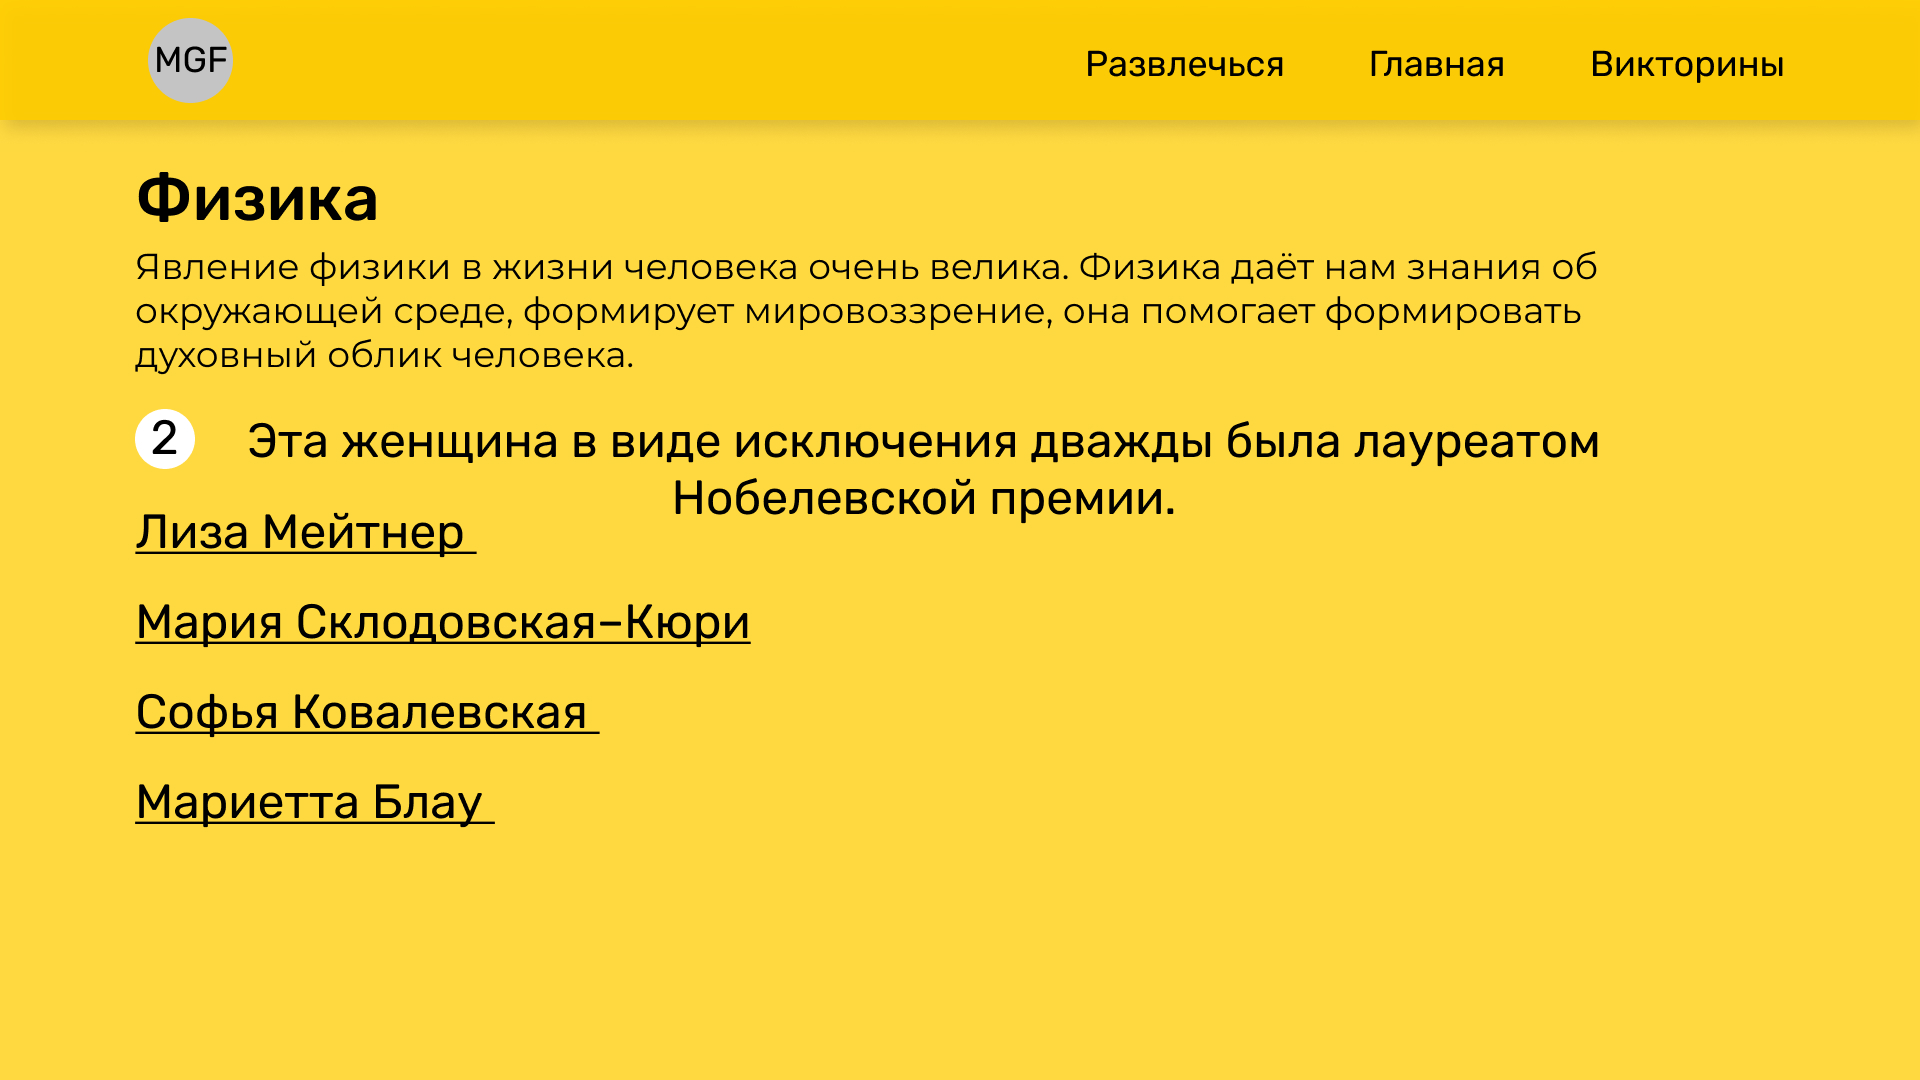 MGF
Развлечься
Главная
Викторины
Физика
Явление физики в жизни человека очень велика. Физика даёт нам знания об
окружающей среде, формирует мировоззрение, она помогает формировать
духовный облик человека.
2
Эта женщина в виде исключения дважды была лауреатом
Нобелевской премии.
Лиза Мейтнер
Мария Склодовская–Кюри
Софья Ковалевская
Мариетта Блау